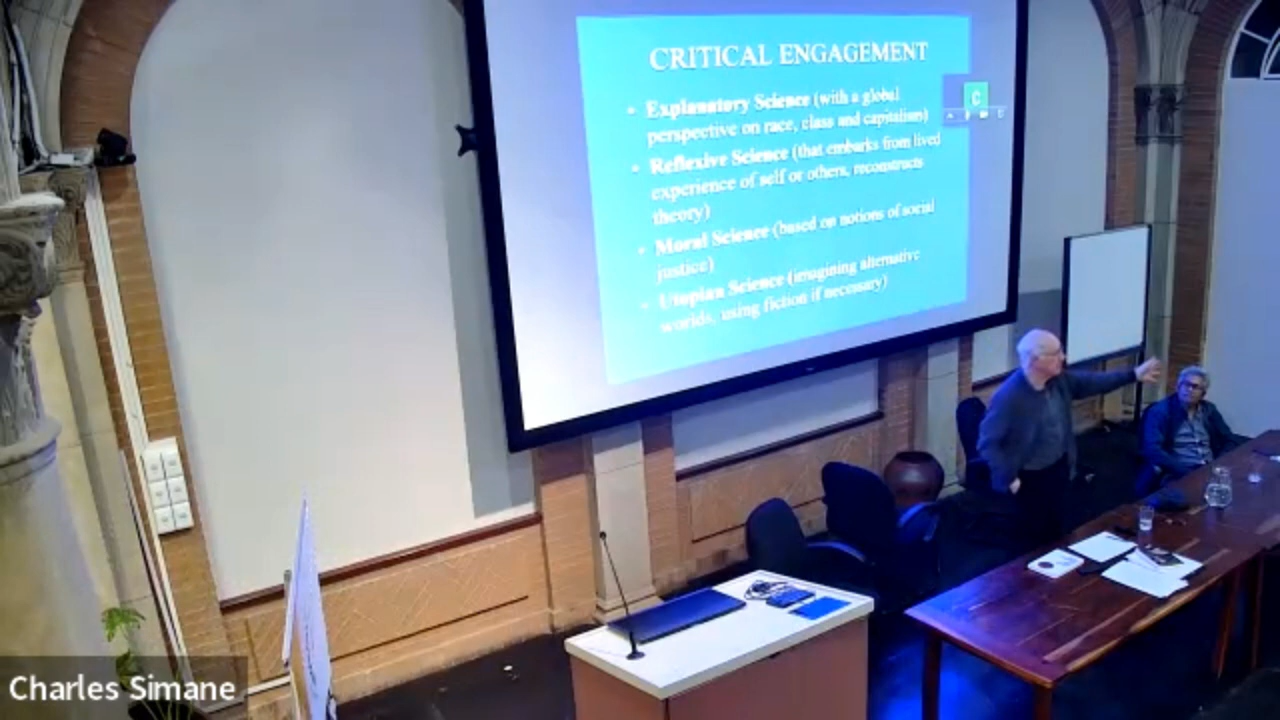 CRITICAL ENGAGEMENT
• Explanatory Science (with a global
perspective on race, class and capitalism)
• Reflexive Science (that embarks from lived
experience of self or others, reconstructs
theory)
• Moral Science (based on notions of social
justice)
• Utopian Science (imagining alternative
worlds, using fiction if necessary)
C
Charles Simane